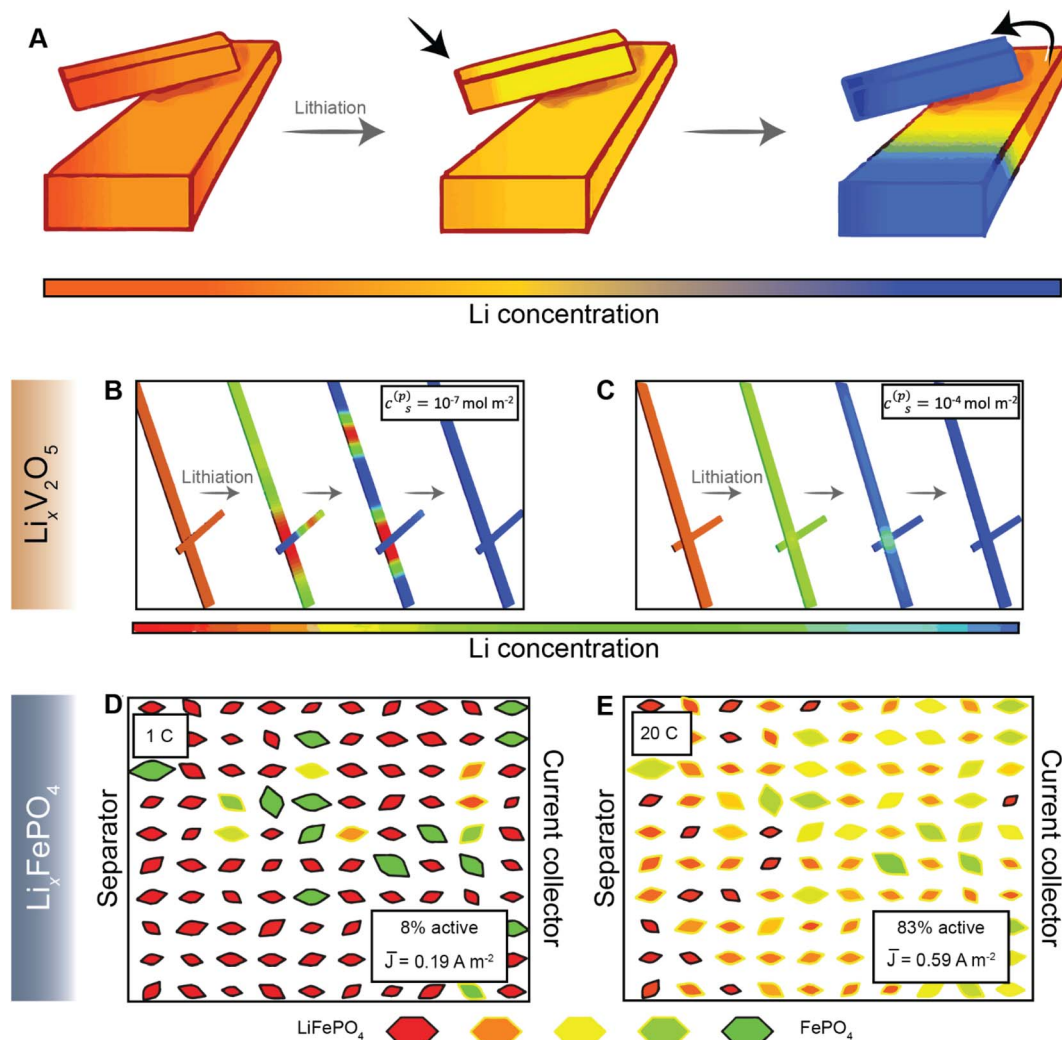 A
Lithiation
Li concentration
LiₓV₂O₅
B
c⁽ᵖ⁾ₛ = 10⁻⁷ mol m⁻²
Lithiation
C
c⁽ᵖ⁾ₛ = 10⁻⁴ mol m⁻²
Lithiation
Li concentration
LiₓFePO₄
D
1 C
Separator
Current collector
8% active
J̄ = 0.19 A m⁻²
E
20 C
Separator
Current collector
83% active
J̄ = 0.59 A m⁻²
LiFePO₄
FePO₄